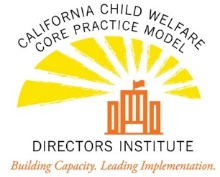 CALIFORNIA CHILD WELFARE
CORE PRACTICE MODEL
DIRECTORS INSTITUTE
Building Capacity. Leading Implementation.